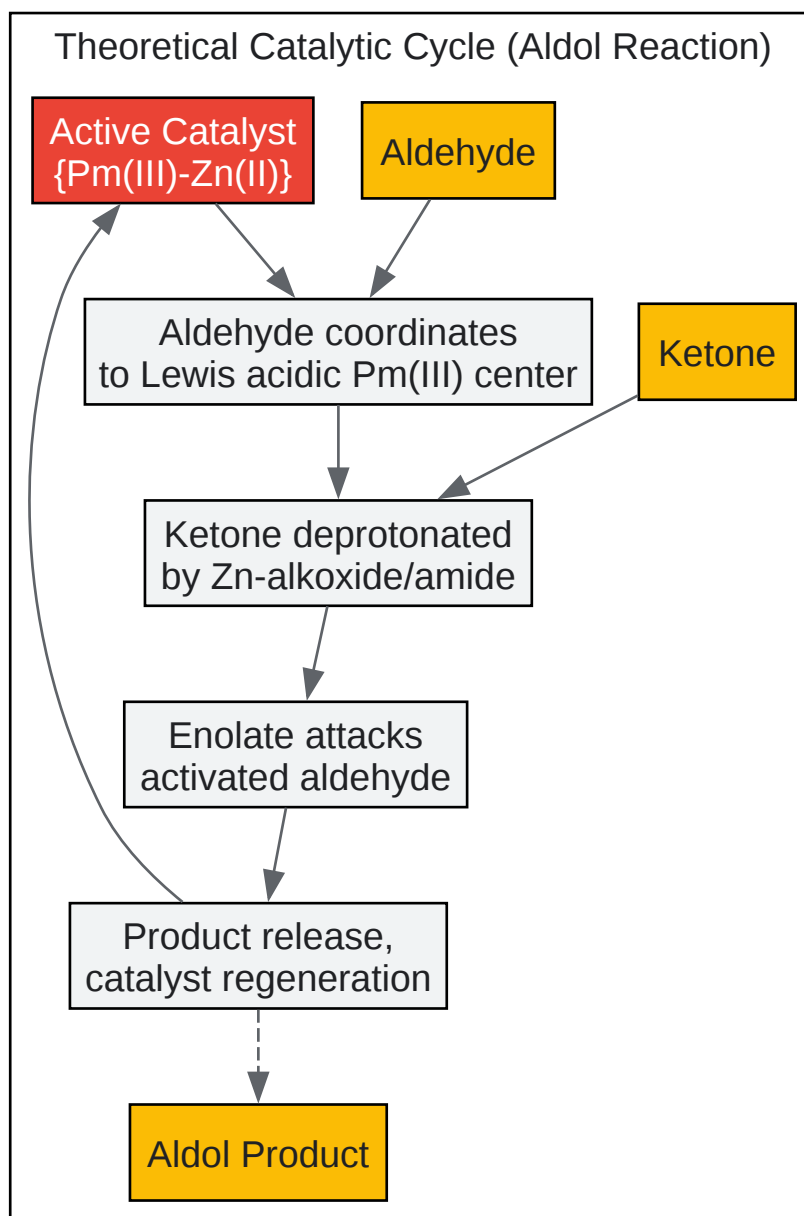 Theoretical Catalytic Cycle (Aldol Reaction)
Active Catalyst
{Pm(III)-Zn(II)}
Aldehyde
Aldehyde coordinates
to Lewis acidic Pm(III) center
Ketone
Ketone deprotonated
by Zn-alkoxide/amide
Enolate attacks
activated aldehyde
Product release,
catalyst regeneration
Aldol Product